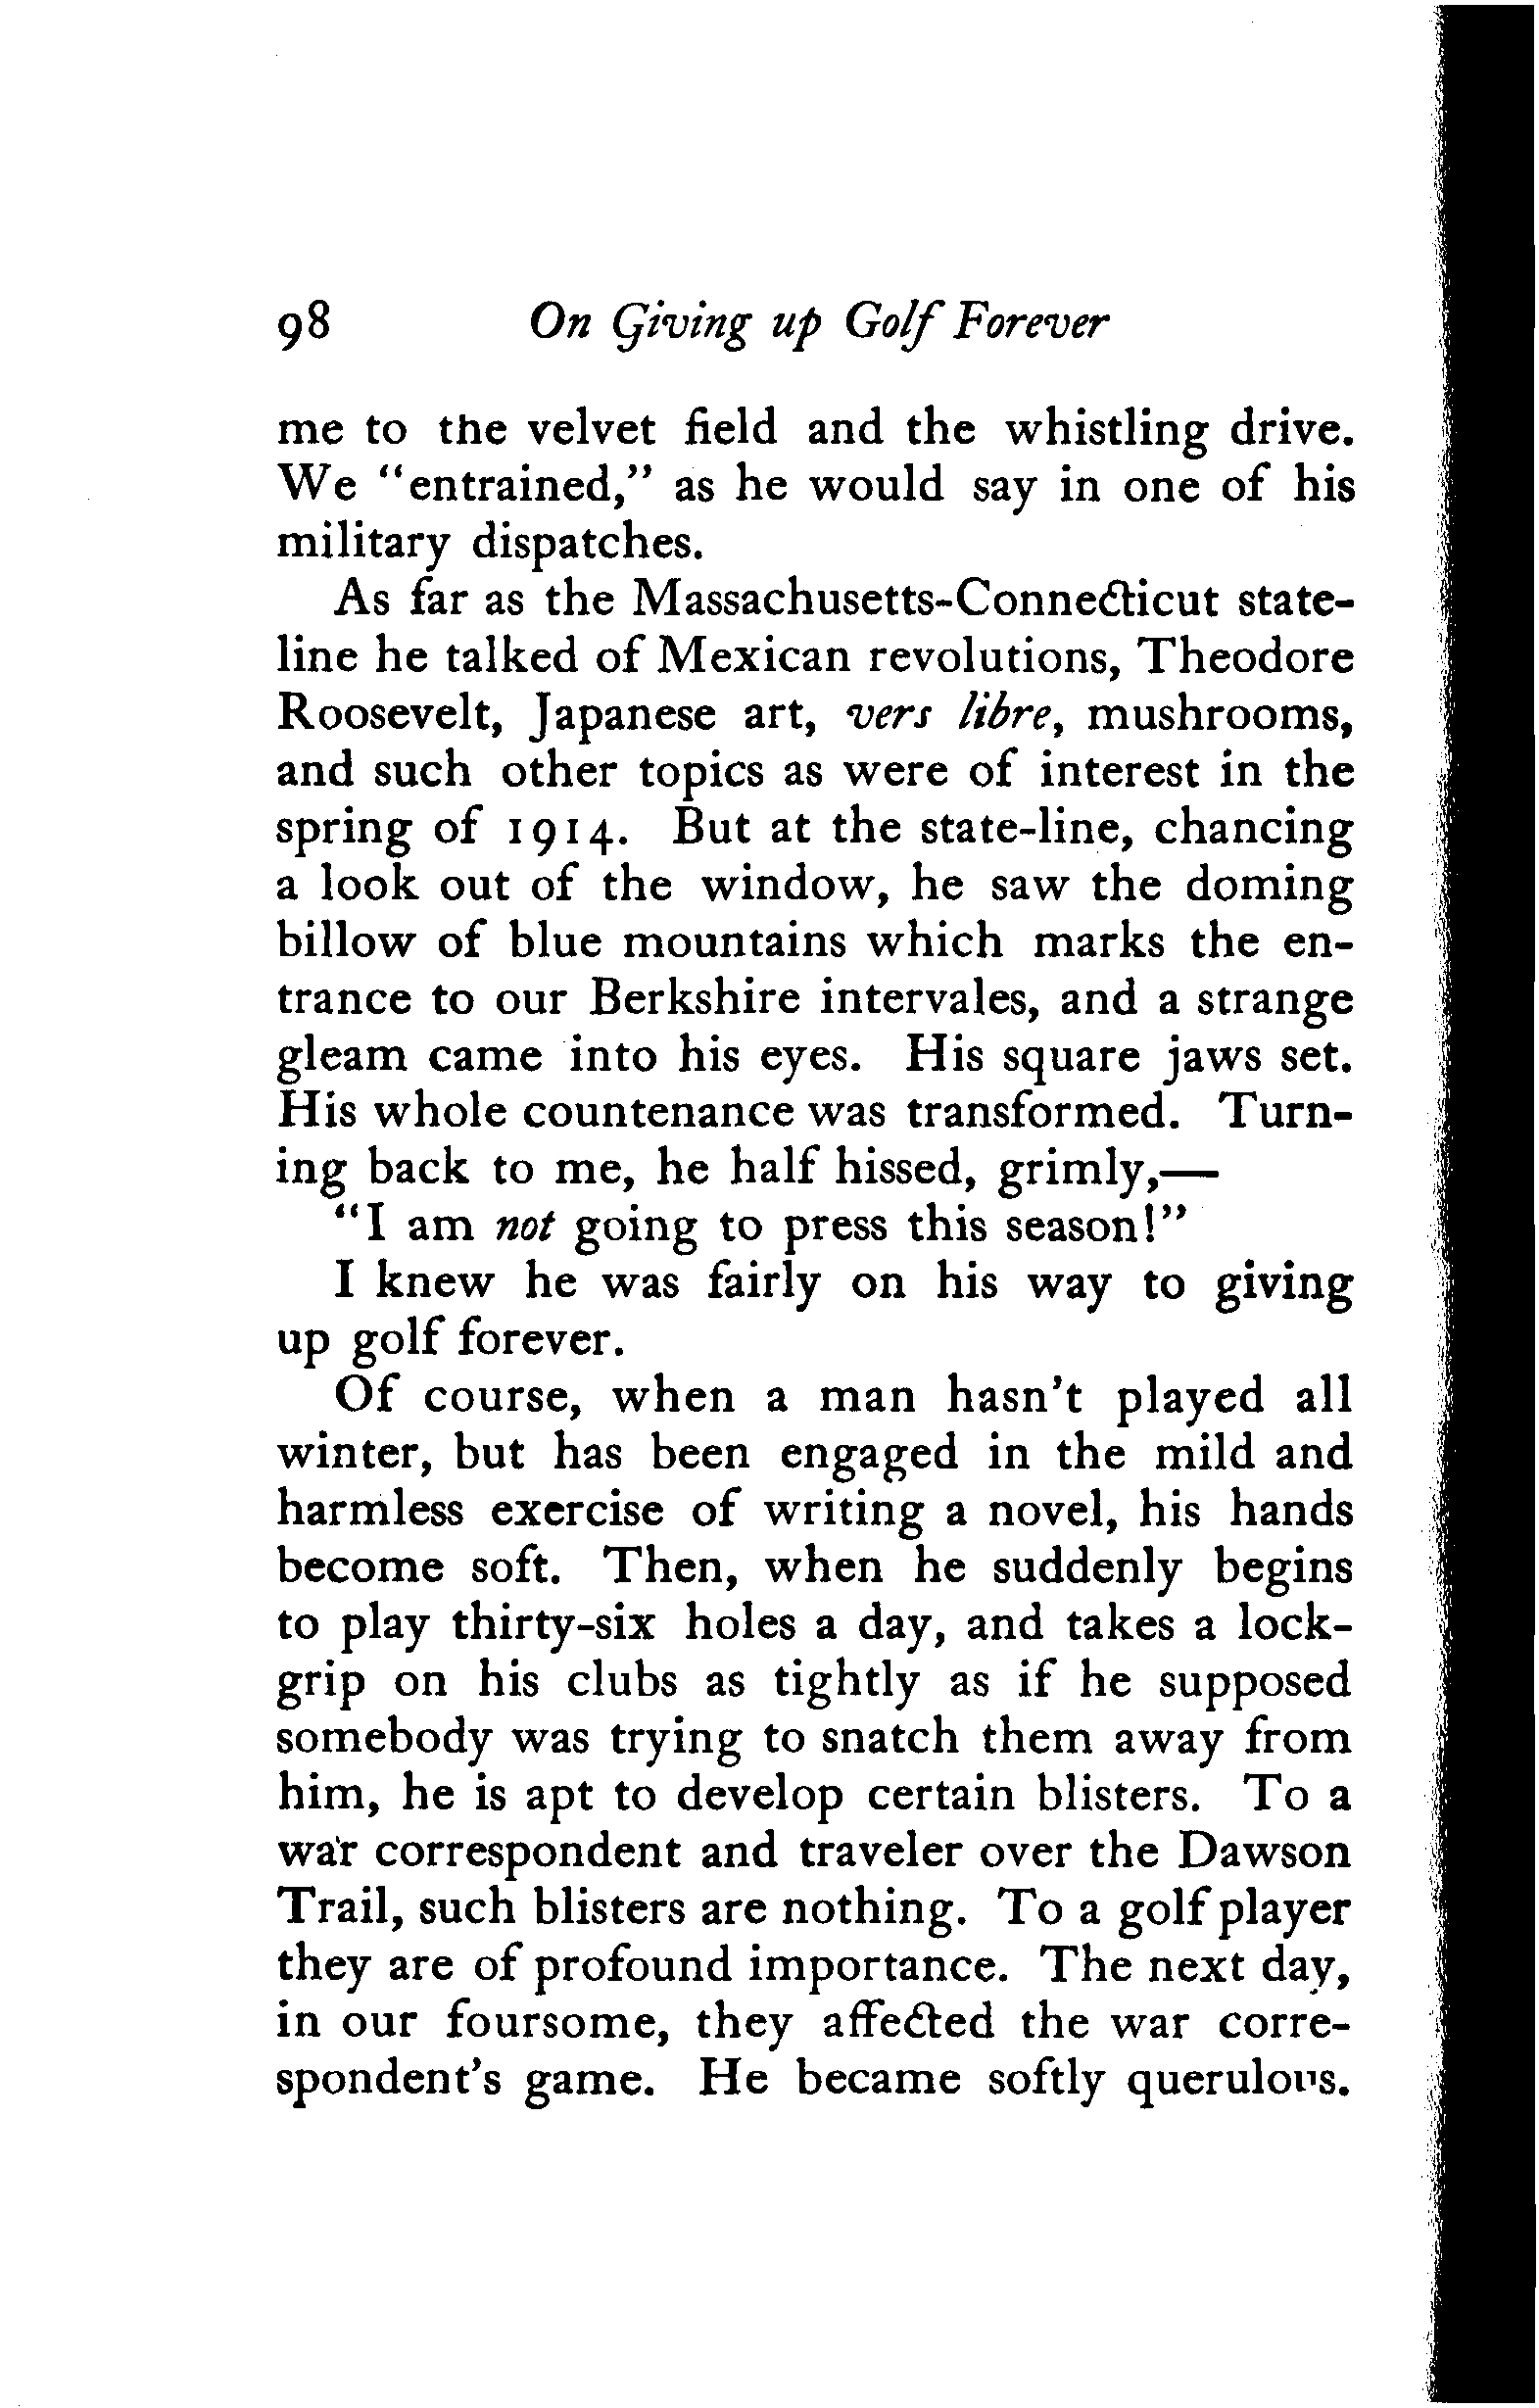 98 On Giving up Golf Forever
me to the velvet field and the whistling drive.
We "entrained," as he would say in one of his
military dispatches.
As far as the Massachusetts-Connecticut state-
line he talked of Mexican revolutions, Theodore
Roosevelt, Japanese art, vers libre, mushrooms,
and such other topics as were of interest in the
spring of 1914. But at the state-line, chancing
a look out of the window, he saw the doming
billow of blue mountains which marks the en-
trance to our Berkshire intervales, and a strange
gleam came into his eyes. His square jaws set.
His whole countenance was transformed. Turn-
ing back to me, he half hissed, grimly,—
"I am not going to press this season!"
I knew he was fairly on his way to giving
up golf forever.
Of course, when a man hasn't played all
winter, but has been engaged in the mild and
harmless exercise of writing a novel, his hands
become soft. Then, when he suddenly begins
to play thirty-six holes a day, and takes a lock-
grip on his clubs as tightly as if he supposed
somebody was trying to snatch them away from
him, he is apt to develop certain blisters. To a
war correspondent and traveler over the Dawson
Trail, such blisters are nothing. To a golf player
they are of profound importance. The next day,
in our foursome, they affected the war corre-
spondent's game. He became softly querulous.